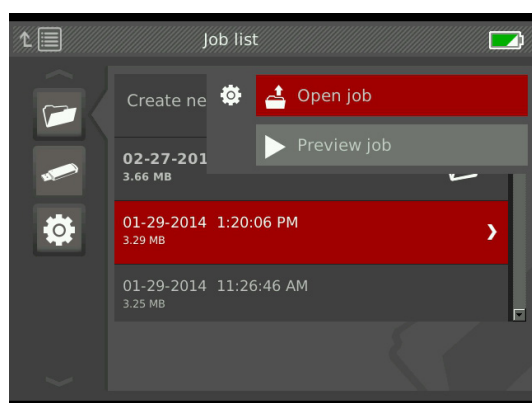 Job list
Create ne
Open job
Preview job
02-27-201
3.66 MB
01-29-2014 1:20:06 PM
3.29 MB
01-29-2014 11:26:46 AM
3.25 MB